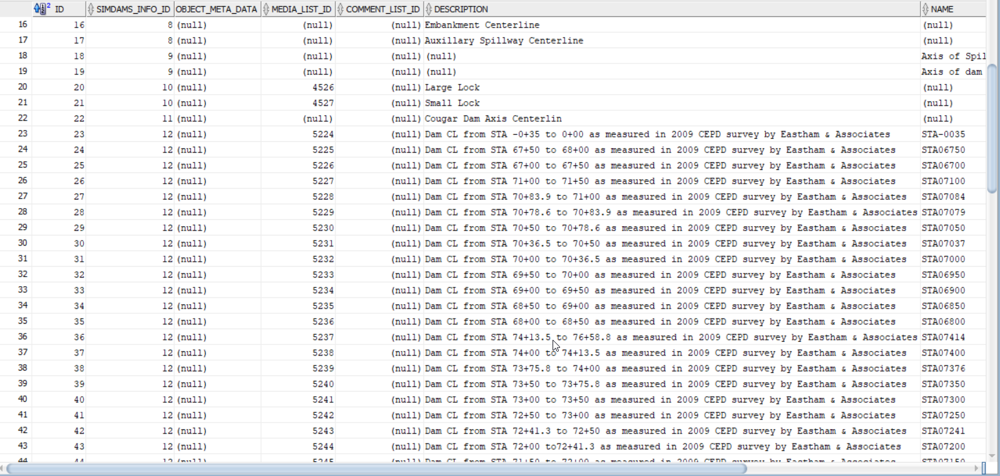 ID SIMDAMS_INFO_ID OBJECT_META_DATA MEDIA_LIST_ID COMMENT_LIST_ID DESCRIPTION NAME
16 16 8 (null) (null) (null) Embankment Centerline (null)
17 17 8 (null) (null) (null) Auxillary Spillway Centerline (null)
18 18 9 (null) (null) (null) (null) Axis of Spil
19 19 9 (null) (null) (null) (null) Axis of dam
20 20 10 (null) 4526 (null) Large Lock (null)
21 21 10 (null) 4527 (null) Small Lock (null)
22 22 11 (null) (null) (null) Cougar Dam Axis Centerlin (null)
23 23 12 (null) 5224 (null) Dam CL from STA -0+35 to 0+00 as measured in 2009 CEPD survey by Eastham & Associates STA-0035
24 24 12 (null) 5225 (null) Dam CL from STA 67+50 to 68+00 as measured in 2009 CEPD survey by Eastham & Associates STA06750
25 25 12 (null) 5226 (null) Dam CL from STA 67+00 to 67+50 as measured in 2009 CEPD survey by Eastham & Associates STA06700
26 26 12 (null) 5227 (null) Dam CL from STA 71+00 to 71+50 as measured in 2009 CEPD survey by Eastham & Associates STA07100
27 27 12 (null) 5228 (null) Dam CL from STA 70+83.9 to 71+00 as measured in 2009 CEPD survey by Eastham & Associates STA07084
28 28 12 (null) 5229 (null) Dam CL from STA 70+78.6 to 70+83.9 as measured in 2009 CEPD survey by Eastham & Associates STA07079
29 29 12 (null) 5230 (null) Dam CL from STA 70+50 to 70+78.6 as measured in 2009 CEPD survey by Eastham & Associates STA07050
30 30 12 (null) 5231 (null) Dam CL from STA 70+36.5 to 70+50 as measured in 2009 CEPD survey by Eastham & Associates STA07037
31 31 12 (null) 5232 (null) Dam CL from STA 70+00 to 70+36.5 as measured in 2009 CEPD survey by Eastham & Associates STA07000
32 32 12 (null) 5233 (null) Dam CL from STA 69+50 to 70+00 as measured in 2009 CEPD survey by Eastham & Associates STA06950
33 33 12 (null) 5234 (null) Dam CL from STA 69+00 to 69+50 as measured in 2009 CEPD survey by Eastham & Associates STA06900
34 34 12 (null) 5235 (null) Dam CL from STA 68+50 to 69+00 as measured in 2009 CEPD survey by Eastham & Associates STA06850
35 35 12 (null) 5236 (null) Dam CL from STA 68+00 to 68+50 as measured in 2009 CEPD survey by Eastham & Associates STA06800
36 36 12 (null) 5237 (null) Dam CL from STA 74+13.5 to 76+58.8 as measured in 2009 CEPD survey by Eastham & Associates STA07414
37 37 12 (null) 5238 (null) Dam CL from STA 74+00 to 74+13.5 as measured in 2009 CEPD survey by Eastham & Associates STA07400
38 38 12 (null) 5239 (null) Dam CL from STA 73+75.8 to 74+00 as measured in 2009 CEPD survey by Eastham & Associates STA07376
39 39 12 (null) 5240 (null) Dam CL from STA 73+50 to 73+75.8 as measured in 2009 CEPD survey by Eastham & Associates STA07350
40 40 12 (null) 5241 (null) Dam CL from STA 73+00 to 73+50 as measured in 2009 CEPD survey by Eastham & Associates STA07300
41 41 12 (null) 5242 (null) Dam CL from STA 72+50 to 73+00 as measured in 2009 CEPD survey by Eastham & Associates STA07250
42 42 12 (null) 5243 (null) Dam CL from STA 72+41.3 to 72+50 as measured in 2009 CEPD survey by Eastham & Associates STA07241
43 43 12 (null) 5244 (null) Dam CL from STA 72+00 to72+41.3 as measured in 2009 CEPD survey by Eastham & Associates STA07200